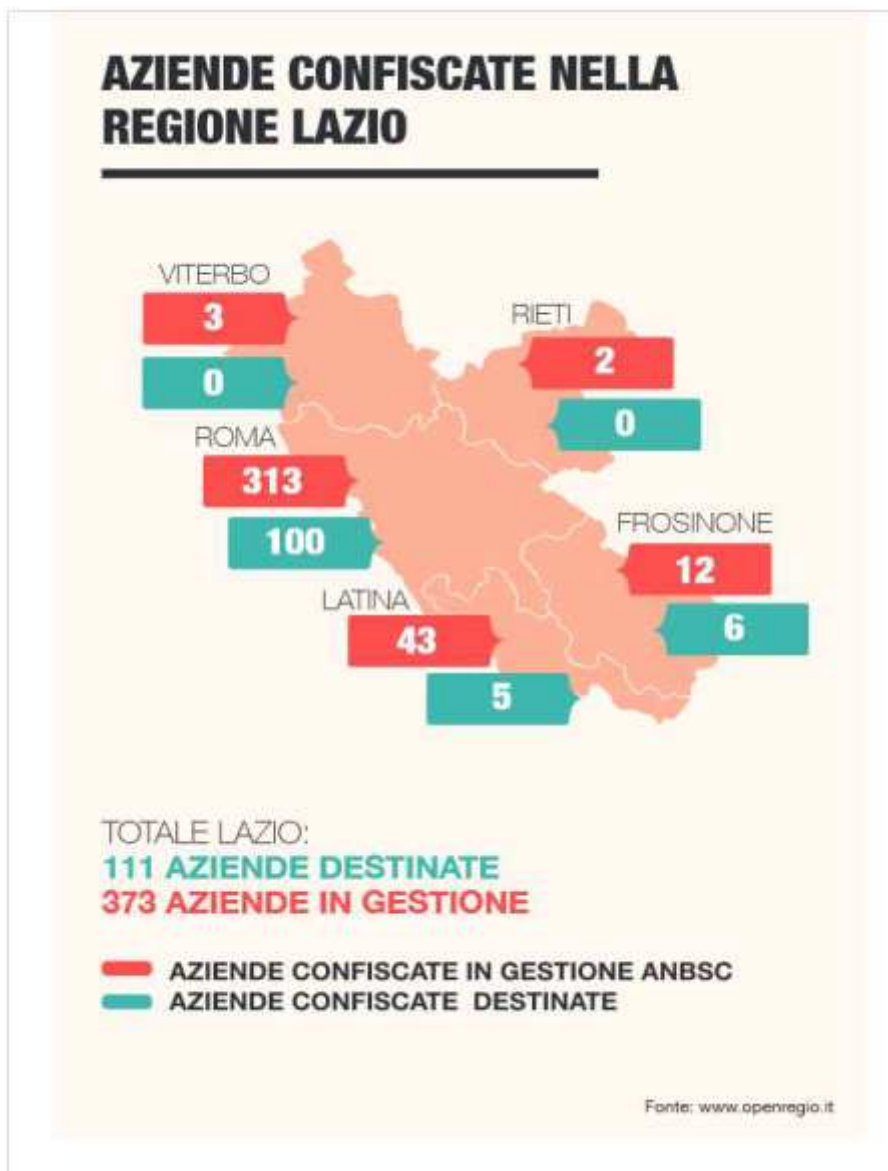 AZIENDE CONFISCATE NELLA
REGIONE LAZIO
VITERBO
3
0
RIETI
2
0
ROMA
313
100
FROSINONE
12
6
LATINA
43
5
TOTALE LAZIO:
111 AZIENDE DESTINATE
373 AZIENDE IN GESTIONE
AZIENDE CONFISCATE IN GESTIONE ANBSC
AZIENDE CONFISCATE DESTINATE
Fonte: www.openregio.it